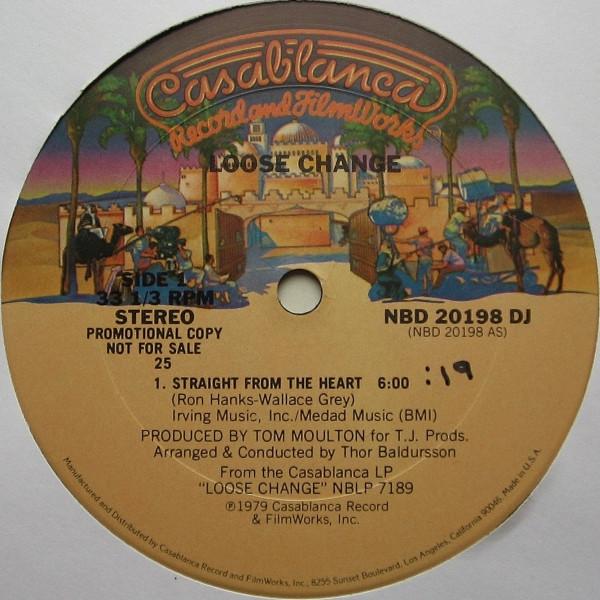 Casablanca
Record and FilmWorks
LOOSE CHANGE
SIDE 1
33 1/3 RPM
STEREO
PROMOTIONAL COPY
NOT FOR SALE
25
NBD 20198 DJ
(NBD 20198 AS)
1. STRAIGHT FROM THE HEART 6:00 :19
(Ron Hanks-Wallace Grey)
Irving Music, Inc./Medad Music (BMI)
PRODUCED BY TOM MOULTON for T.J. Prods.
Arranged & Conducted by Thor Baldursson
From the Casablanca LP
"LOOSE CHANGE" NBLP 7189
℗1979 Casablanca Record
& FilmWorks, Inc.
Manufactured and Distributed by Casablanca Record and FilmWorks, Inc., 8255 Sunset Boulevard, Los Angeles, California 90046, Made in U.S.A.